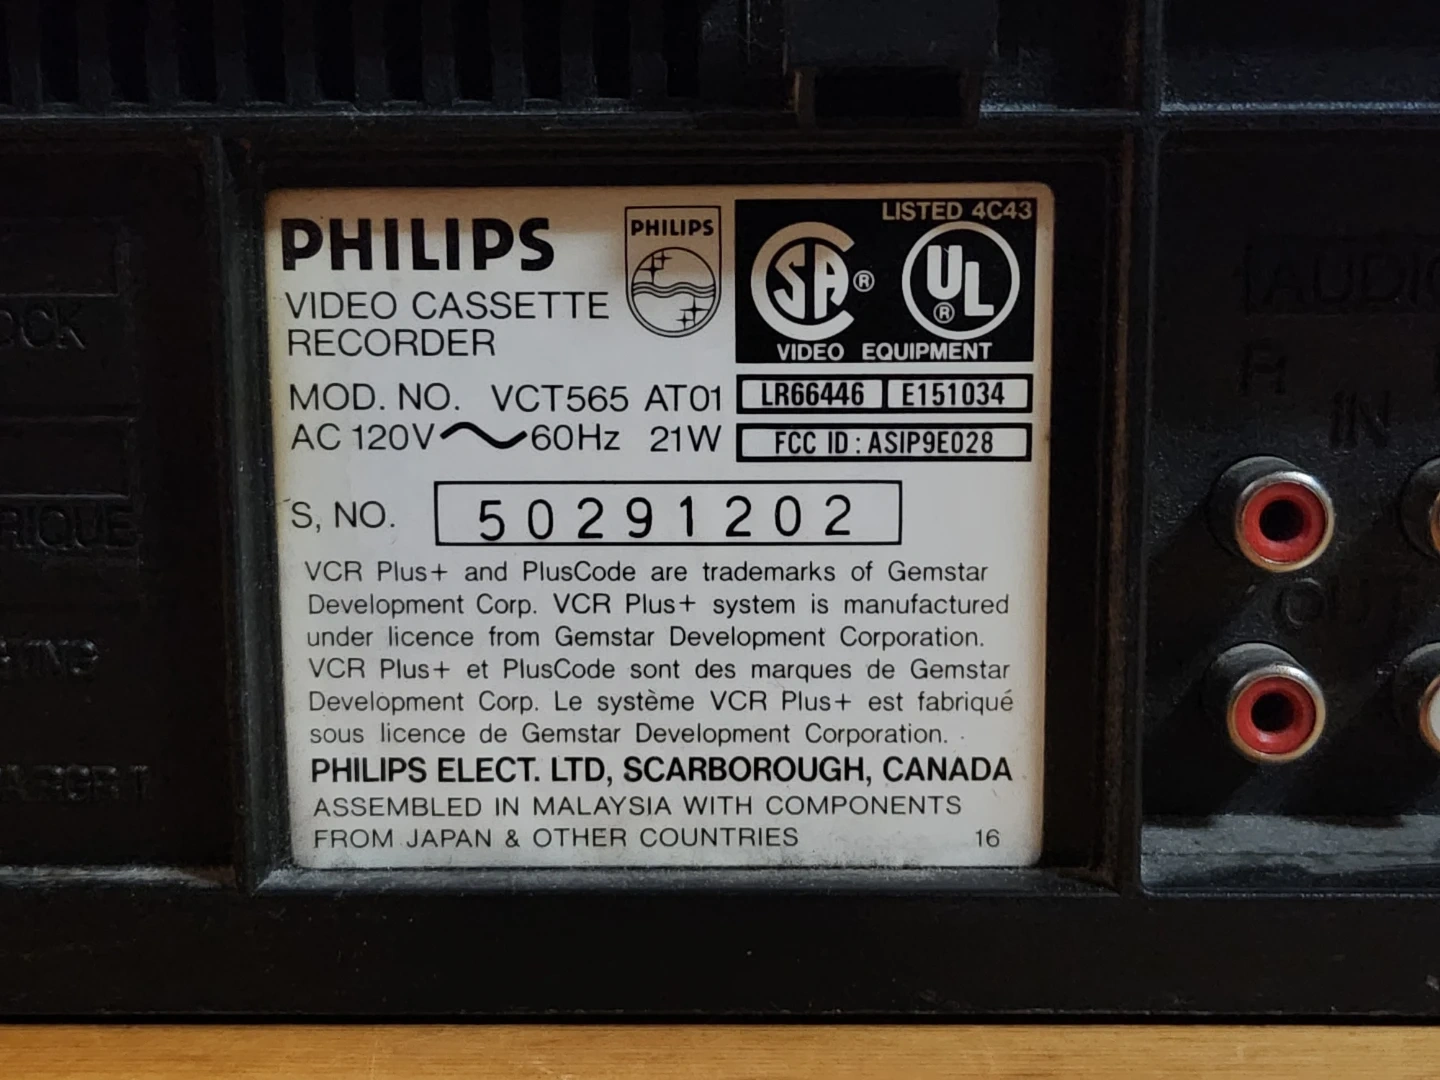 PHILIPS
PHILIPS
LISTED 4C43
SA ® UL ®
VIDEO CASSETTE
RECORDER
VIDEO EQUIPMENT
MOD. NO. VCT565 AT01
LR66446 E151034
AC 120V~60Hz 21W
FCC ID : ASIP9E028
S, NO. 50291202
VCR Plus+ and PlusCode are trademarks of Gemstar
Development Corp. VCR Plus+ system is manufactured
under licence from Gemstar Development Corporation.
VCR Plus+ et PlusCode sont des marques de Gemstar
Development Corp. Le système VCR Plus+ est fabriqué
sous licence de Gemstar Development Corporation.
PHILIPS ELECT. LTD, SCARBOROUGH, CANADA
ASSEMBLED IN MALAYSIA WITH COMPONENTS
FROM JAPAN & OTHER COUNTRIES 16
AUDIO
R
IN
OUT